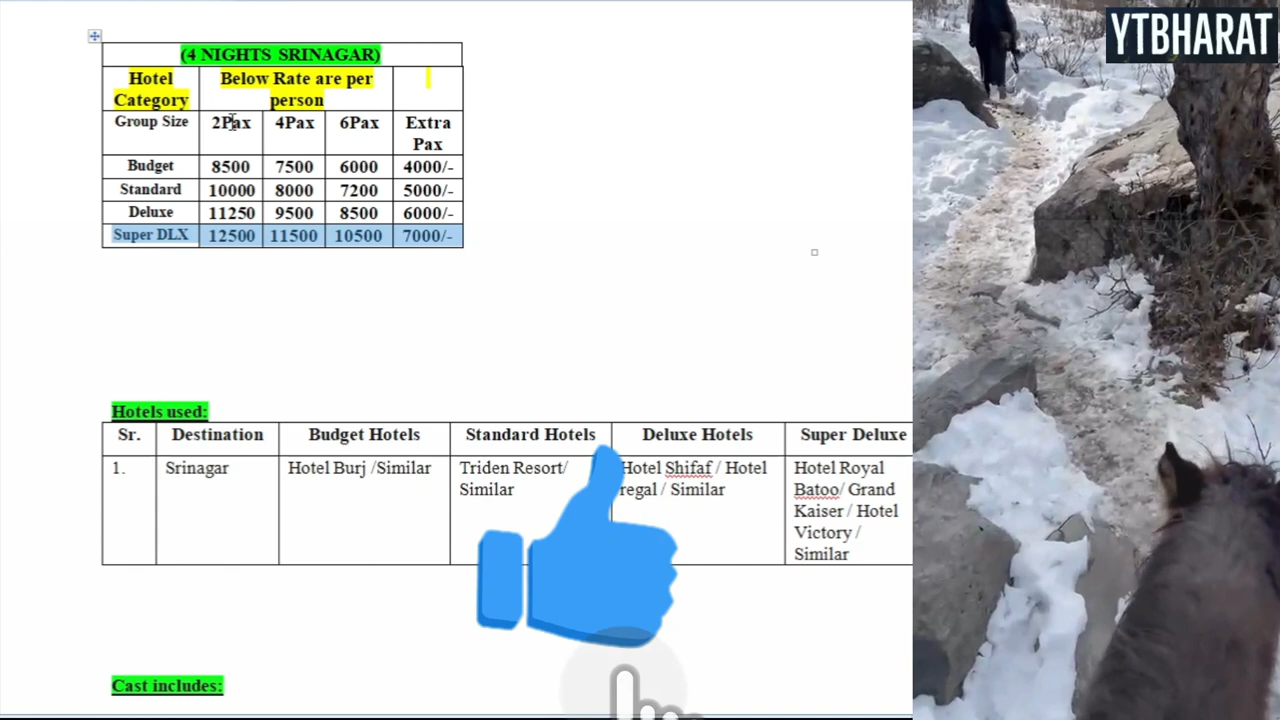 YTBHARAT
(4 NIGHTS SRINAGAR)
Hotel Category Below Rate are per person
Group Size 2Pax 4Pax 6Pax Extra Pax
Budget 8500 7500 6000 4000/-
Standard 10000 8000 7200 5000/-
Deluxe 11250 9500 8500 6000/-
Super DLX 12500 11500 10500 7000/-
Hotels used:
Sr. Destination Budget Hotels Standard Hotels Deluxe Hotels Super Deluxe
1. Srinagar Hotel Burj /Similar Triden Resort/ Hotel Shifaf / Hotel Hotel Royal
Similar regal / Similar Batoo/ Grand
Kaiser / Hotel
Victory /
Similar
Cast includes: